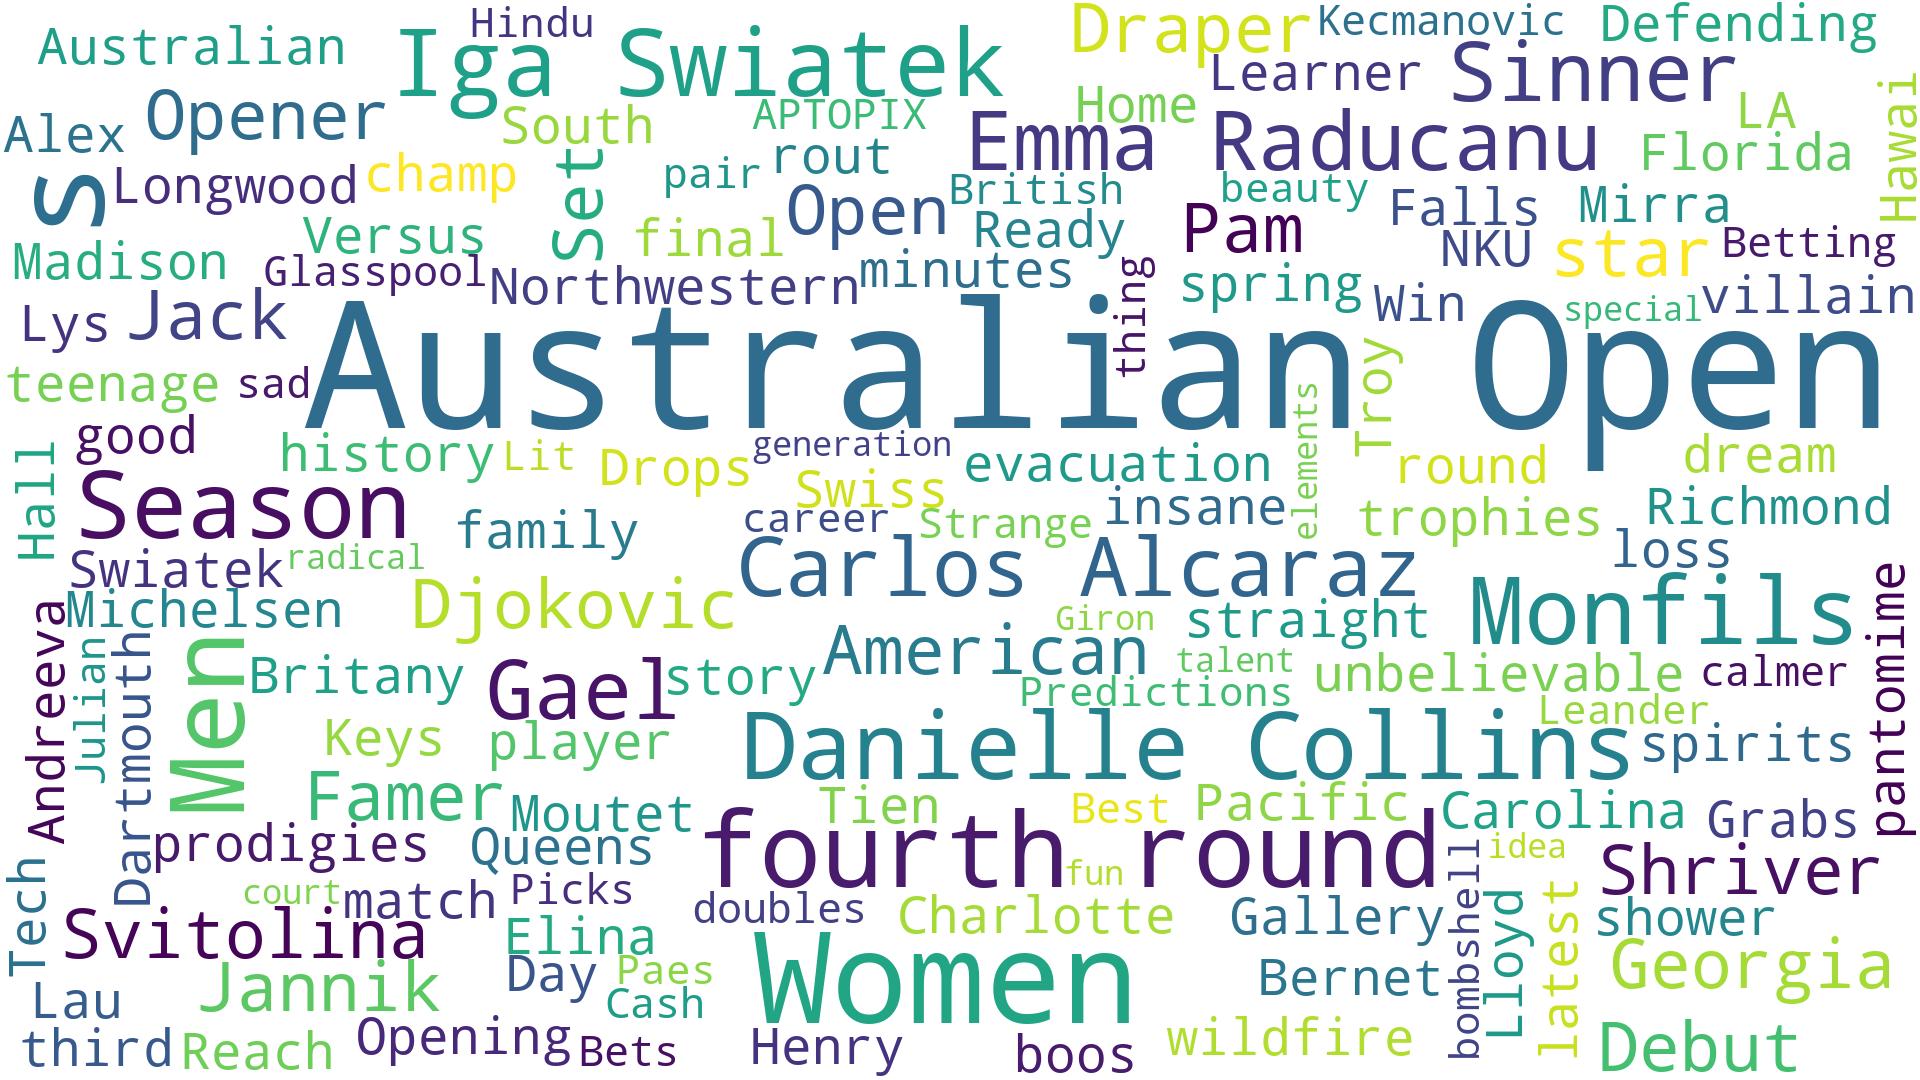 Hindu
Australian
Iga Swiatek
Draper
Kecmanovic
Defending
Learner
Sinner
Alex
Opener
South
APTOPIX
Home
LA
Hawai
Emma Raducanu
Florida
S
Longwood
champ
Set
pair
rout
British
beauty
Open
Falls
Mirra
Versus
final
Ready
Pam
NKU
star
Betting
Madison
Glasspool
Northwestern
minutes
thing
spring
Win
special
villain
Lys
Jack
Australian Open
teenage
sad
Troy
elements
good
history
Lit
Drops
generation
evacuation
round
dream
Hall
Season
Swiss
insane
trophies
Richmond
family
career
Strange
loss
Swiatek
radical
Carlos Alcaraz
Michelsen
Djokovic
Giron
straight
Monfils
pantomime
Andreeva
Julian
Dartmouth
Men
Britany
Gael
story
American
talent
unbelievable
calmer
Predictions
Leander
Keys
player
Danielle Collins
spirits
Famer
Moutet
Tien
Best
Pacific
Carolina
Grabs
prodigies
Queens
fourth round
idea
Tech
court
match
Picks
fun
bombshell
Shriver
doubles
Charlotte
Gallery
Lloyd
latest
shower
Svitolina
Elina
Women
Georgia
Jannik
Day
Paes
Bernet
Lau
Cash
third
Reach
Opening
Bets
Henry
boos
wildfire
Debut